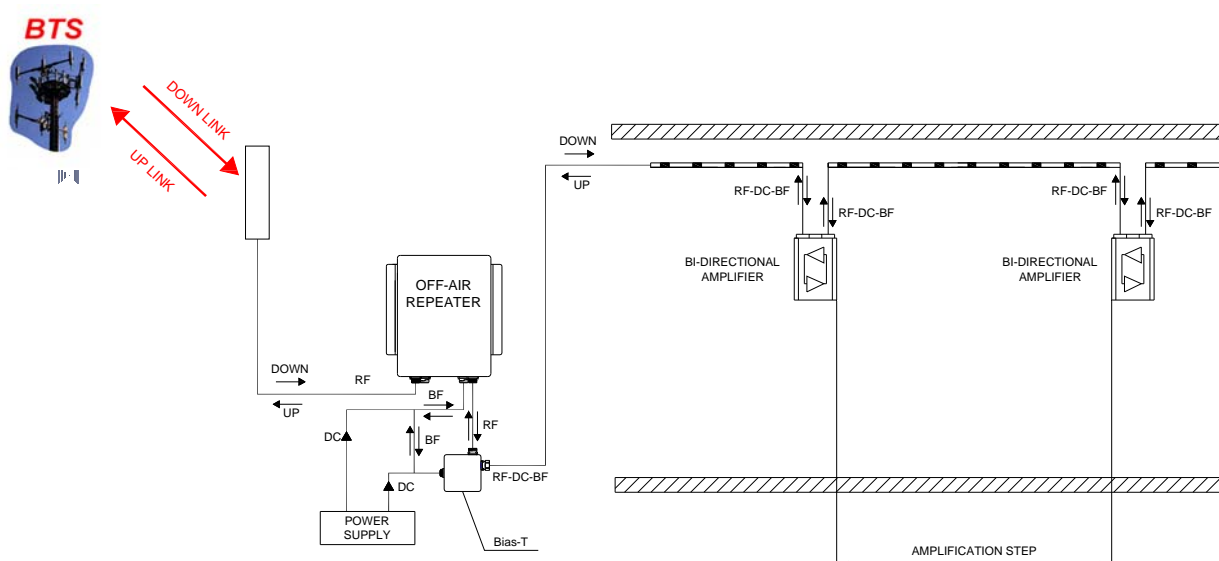 BTS
DOWN LINK
UP LINK
DOWN
UP
RF-DC-BF
RF-DC-BF
RF-DC-BF
RF-DC-BF
BI-DIRECTIONAL
AMPLIFIER
BI-DIRECTIONAL
AMPLIFIER
OFF-AIR
REPEATER
DOWN
RF
UP
BF
RF
DC
BF
RF-DC-BF
DC
POWER
SUPPLY
Bias-T
AMPLIFICATION STEP